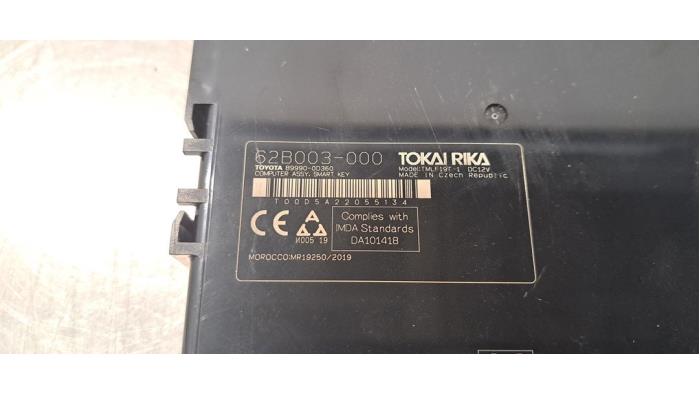 62B003-000 TOKAI RIKA
TOYOTA 89990-0D360 Model:TMLF19T-1 DC12V
COMPUTER ASSY, SMART KEY MADE IN Czech Republic
T00D5A22055134
CE
Complies with
IMDA Standards
DA101418
И005 19
MOROCCO:MR19250/2019